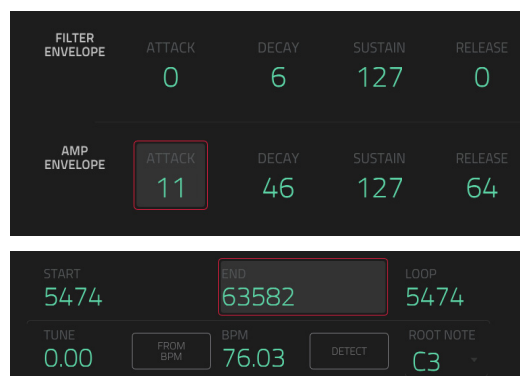 FILTER ENVELOPE ATTACK DECAY SUSTAIN RELEASE
0 6 127 0
AMP ENVELOPE ATTACK DECAY SUSTAIN RELEASE
11 46 127 64
START END LOOP
5474 63582 5474
TUNE FROM BPM BPM DETECT ROOT NOTE
0.00 76.03 C3